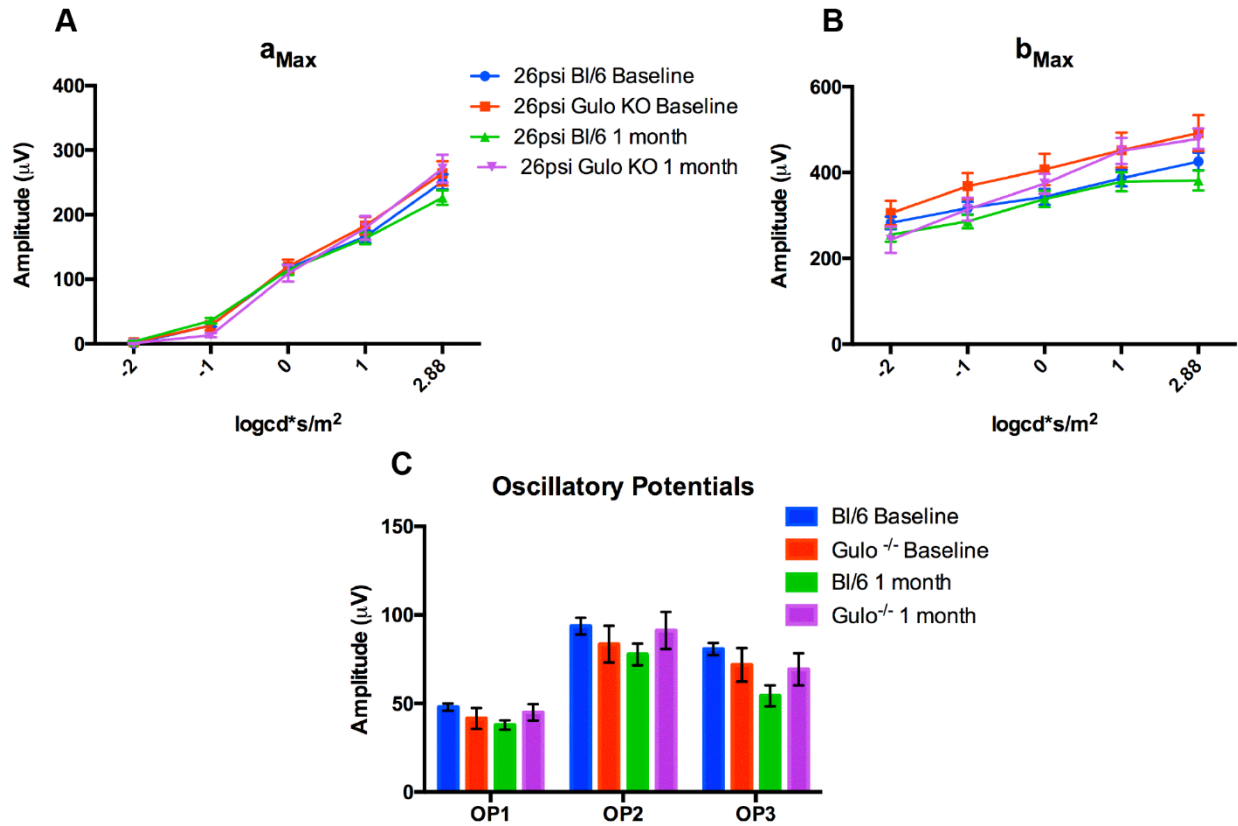 A
a_Max
400
300
200
100
0
Amplitude (μV)
-2 -1 0 1 2.88
logcd*s/m²
26psi Bl/6 Baseline
26psi Gulo KO Baseline
26psi Bl/6 1 month
26psi Gulo KO 1 month
B
b_Max
600
400
200
0
Amplitude (μV)
-2 -1 0 1 2.88
logcd*s/m²
C
Oscillatory Potentials
150
100
50
0
Amplitude (μV)
OP1 OP2 OP3
Bl/6 Baseline
Gulo -/- Baseline
Bl/6 1 month
Gulo-/- 1 month